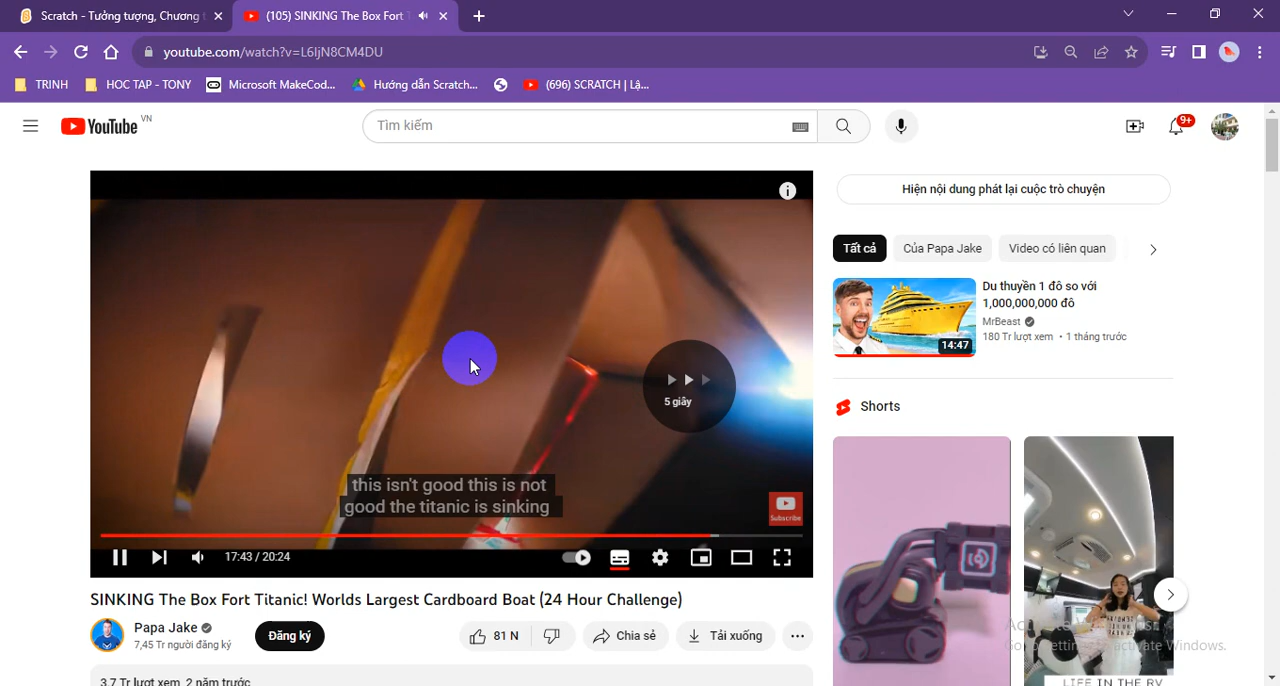 Scratch - Tưởng tượng, Chương t
(105) SINKING The Box Fort T
youtube.com/watch?v=L6IjN8CM4DU
TRINH
HOC TAP - TONY
Microsoft MakeCod...
Hướng dẫn Scratch...
(696) SCRATCH | Lậ...
YouTube VN
Tìm kiếm
9+
Hiện nội dung phát lại cuộc trò chuyện
Tất cả
Của Papa Jake
Video có liên quan
Du thuyền 1 đô so với
1,000,000,000 đô
MrBeast
180 Tr lượt xem • 1 tháng trước
14:47
5 giây
Shorts
this isn't good this is not
good the titanic is sinking
Subscribe
17:43 / 20:24
SINKING The Box Fort Titanic! Worlds Largest Cardboard Boat (24 Hour Challenge)
Papa Jake
7,45 Tr người đăng ký
Đăng ký
81 N
Chia sẻ
Tải xuống
3,7 Tr lượt xem 2 năm trước
LIFE IN THE RV